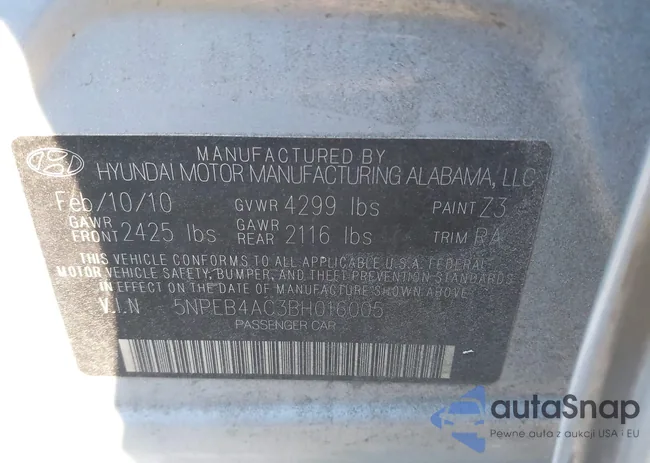 MANUFACTURED BY
HYUNDAI MOTOR MANUFACTURING ALABAMA, LLC
Feb/10/10 GVWR 4299 lbs PAINT Z3
GAWR FRONT 2425 lbs GAWR REAR 2116 lbs TRIM RA
THIS VEHICLE CONFORMS TO ALL APPLICABLE U.S.A. FEDERAL
MOTOR VEHICLE SAFETY, BUMPER, AND THEFT PREVENTION STANDARDS
IN EFFECT ON THE DATE OF MANUFACTURE SHOWN ABOVE
V.I.N 5NPEB4AC3BH016005
PASSENGER CAR
autaSnap
Pewne auta z aukcji USA i EU